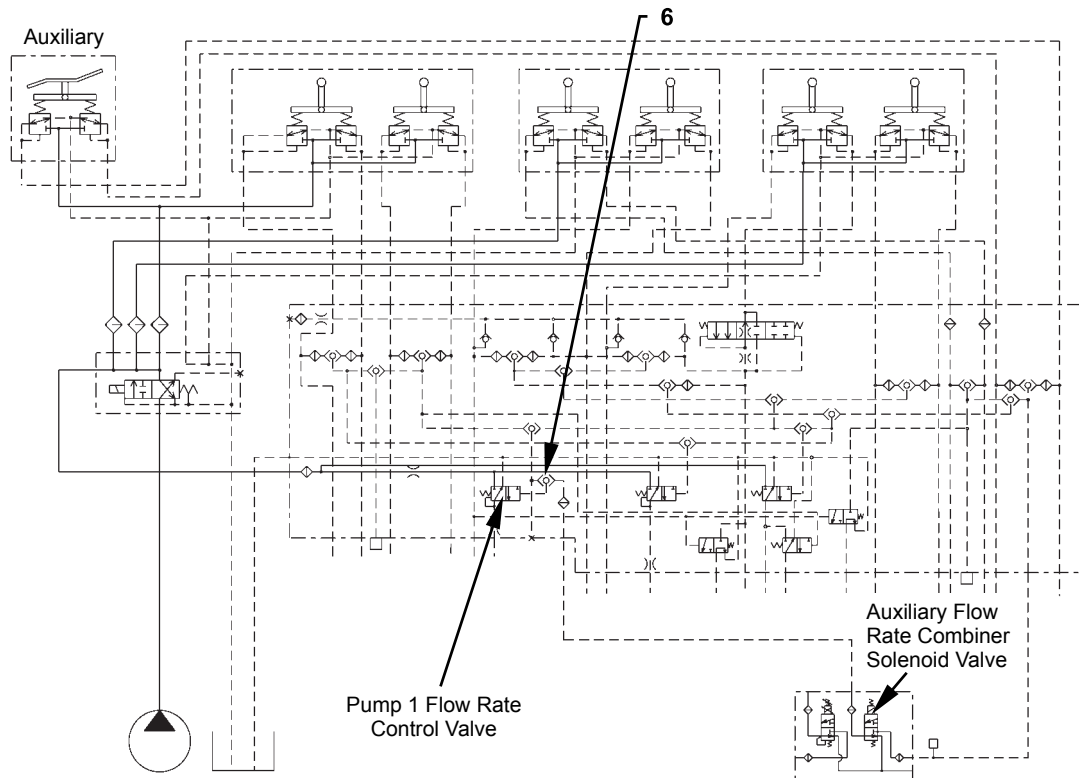 6
Auxiliary
Auxiliary Flow
Rate Combiner
Solenoid Valve
Pump 1 Flow Rate
Control Valve